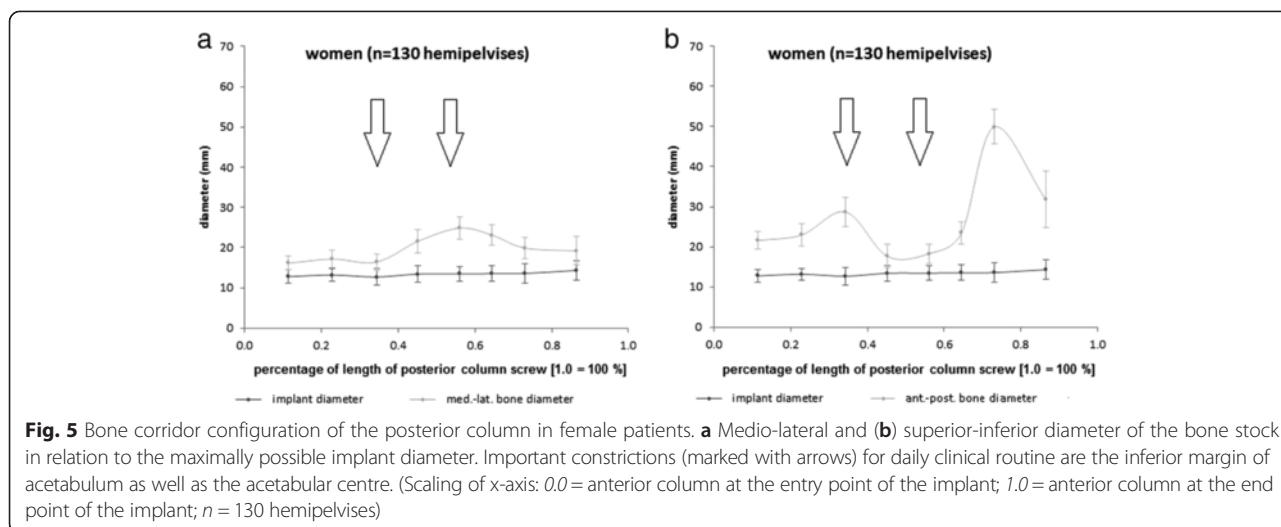 a
women (n=130 hemipelvises)
diameter (mm)
70
60
50
40
30
20
10
0
0.0 0.2 0.4 0.6 0.8 1.0
percentage of length of posterior column screw [1.0 = 100 %]
implant diameter med.-lat. bone diameter
b
women (n=130 hemipelvises)
diameter (mm)
70
60
50
40
30
20
10
0
0.0 0.2 0.4 0.6 0.8 1.0
percentage of length of posterior column screw [1.0 = 100 %]
implant diameter ant.-post. bone diameter
Fig. 5 Bone corridor configuration of the posterior column in female patients. a Medio-lateral and (b) superior-inferior diameter of the bone stock
in relation to the maximally possible implant diameter. Important constrictions (marked with arrows) for daily clinical routine are the inferior margin of
acetabulum as well as the acetabular centre. (Scaling of x-axis: 0.0 = anterior column at the entry point of the implant; 1.0 = anterior column at the end
point of the implant; n = 130 hemipelvises)